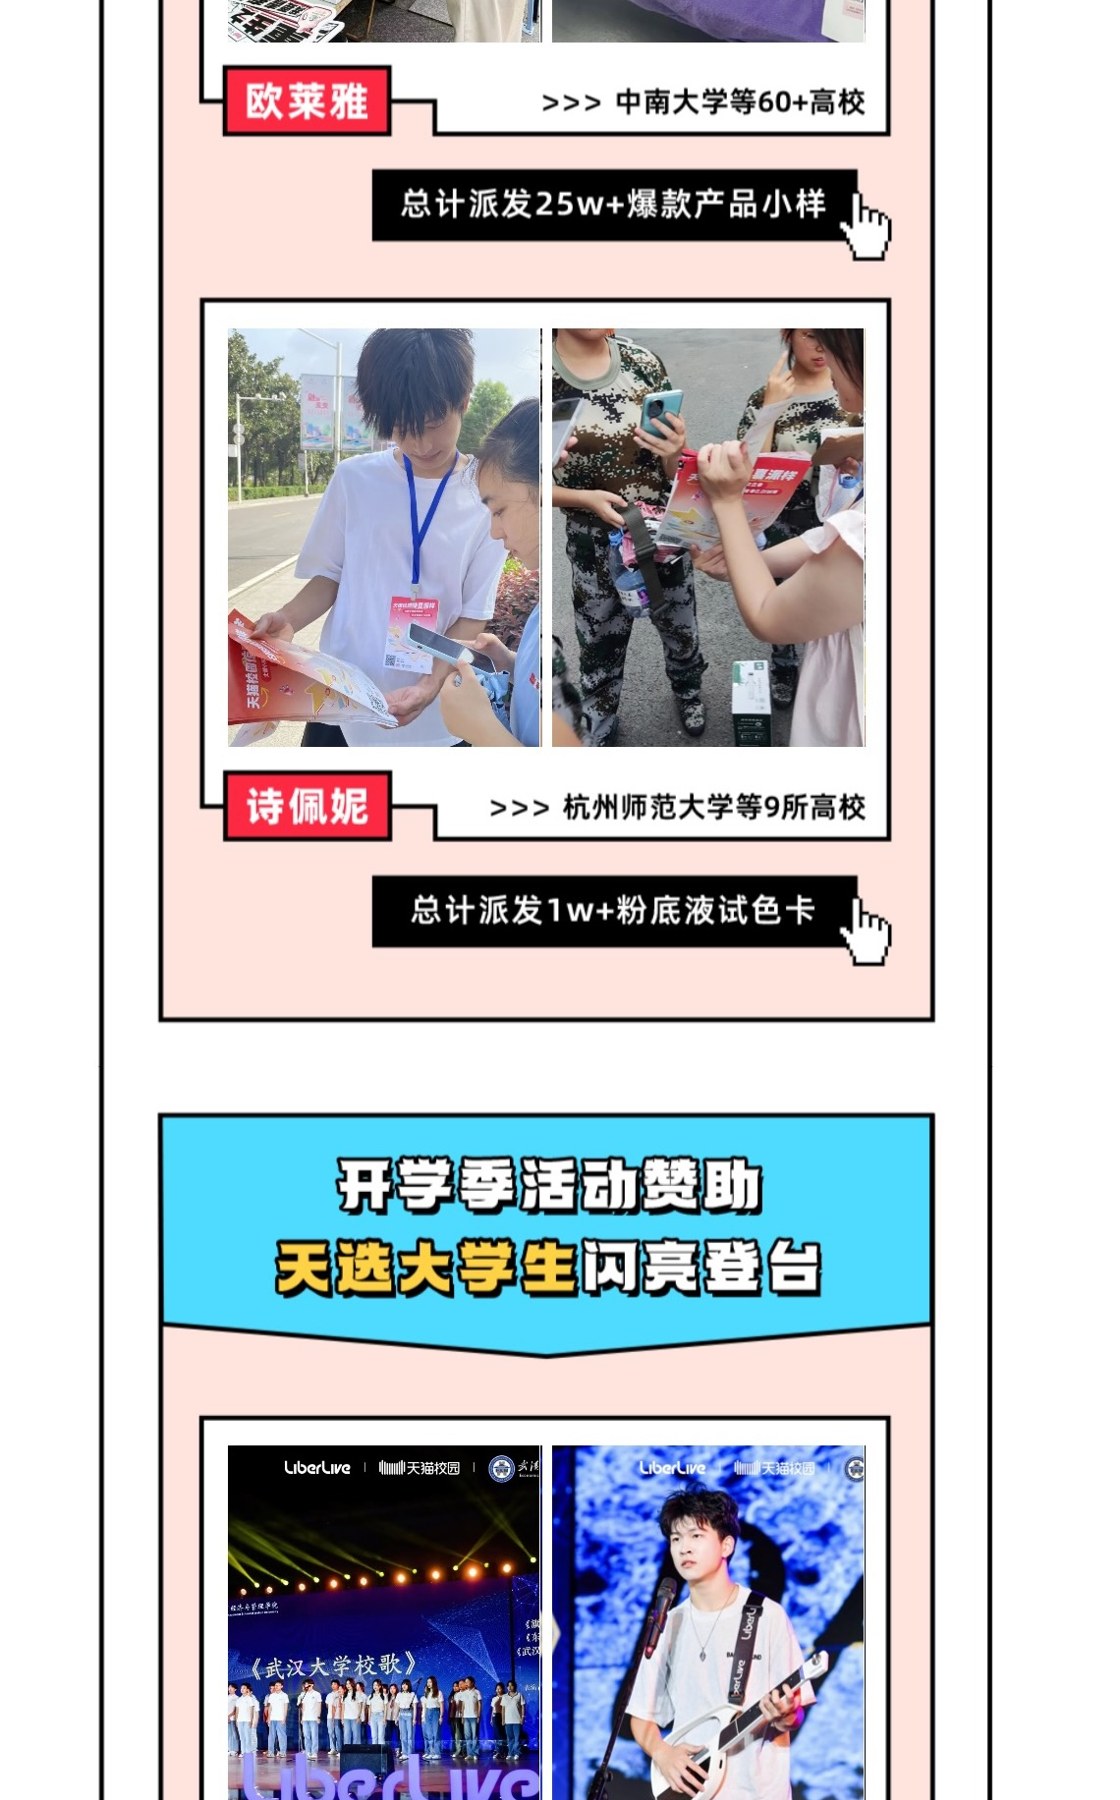 欧莱雅
>>> 中南大学等60+高校
总计派发25w+爆款产品小样
天猫校园
诗佩妮
>>> 杭州师范大学等9所高校
总计派发1w+粉底液试色卡
开学季活动赞助
天选大学生闪亮登台
LiberLive | 天猫校园 |
LiberLive | 天猫校园 |
《武汉大学校歌》
LiberLive
LiberLive